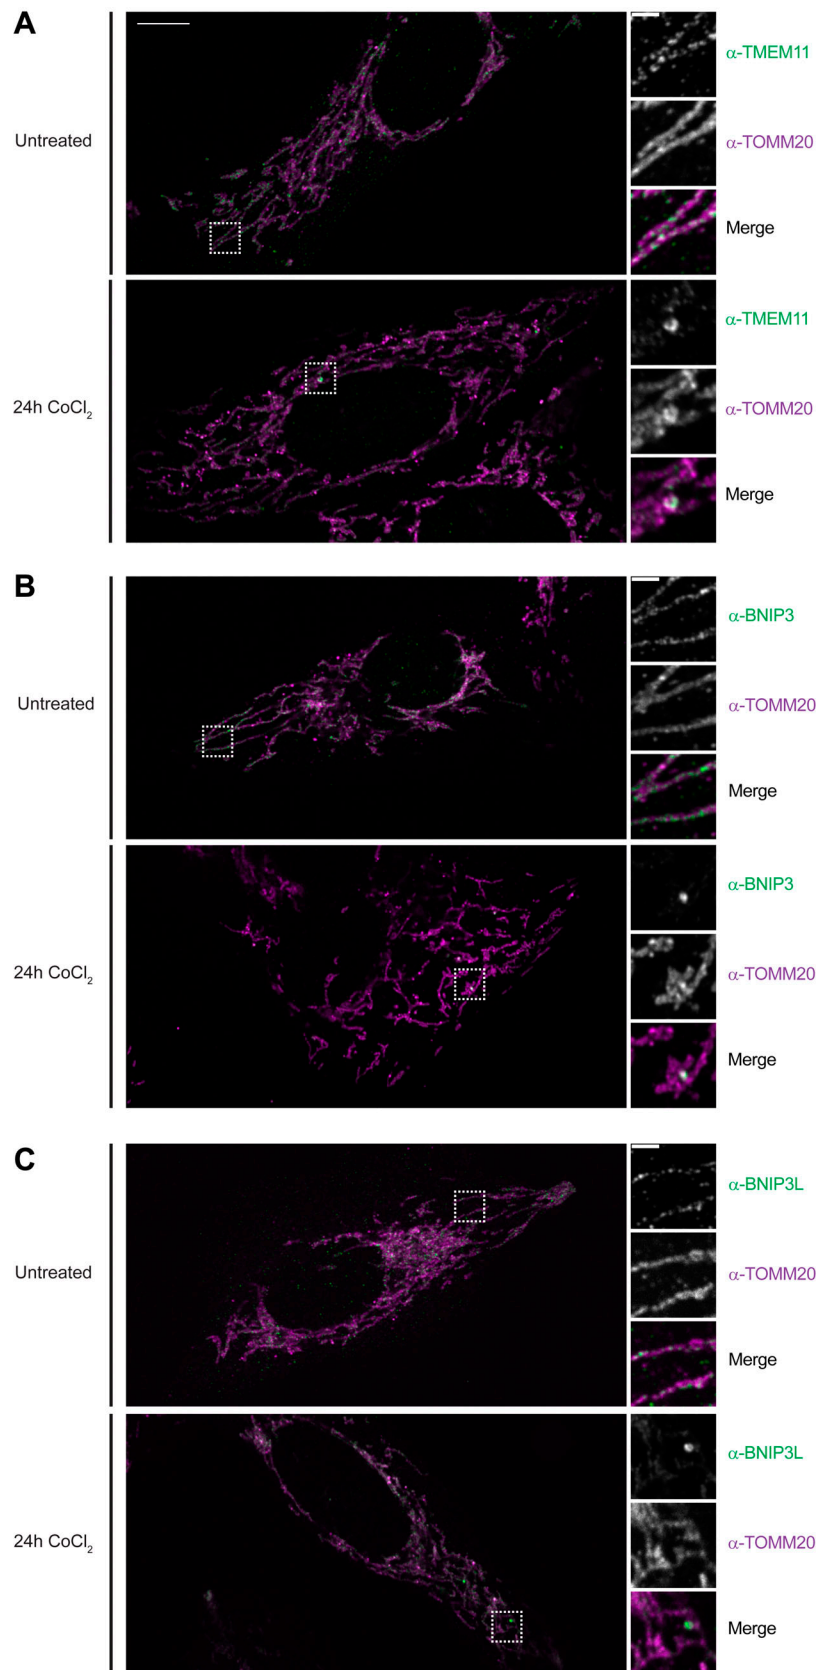 A
Untreated
α-TMEM11
α-TOMM20
Merge
24h CoCl₂
α-TMEM11
α-TOMM20
Merge
B
Untreated
α-BNIP3
α-TOMM20
Merge
24h CoCl₂
α-BNIP3
α-TOMM20
Merge
C
Untreated
α-BNIP3L
α-TOMM20
Merge
24h CoCl₂
α-BNIP3L
α-TOMM20
Merge